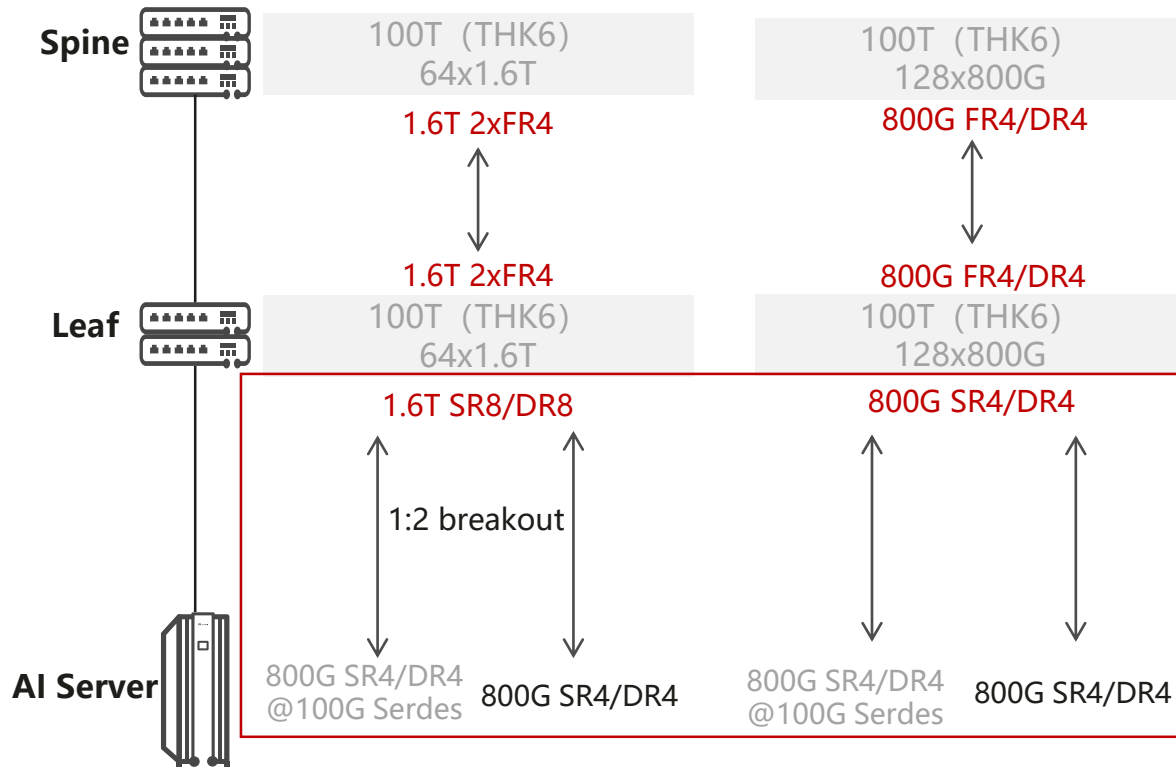 Spine
100T（THK6）
64x1.6T
100T（THK6）
128x800G
1.6T 2xFR4
800G FR4/DR4
1.6T 2xFR4
800G FR4/DR4
Leaf
100T（THK6）
64x1.6T
100T（THK6）
128x800G
1.6T SR8/DR8
800G SR4/DR4
1:2 breakout
AI Server
800G SR4/DR4
@100G Serdes
800G SR4/DR4
800G SR4/DR4
@100G Serdes
800G SR4/DR4